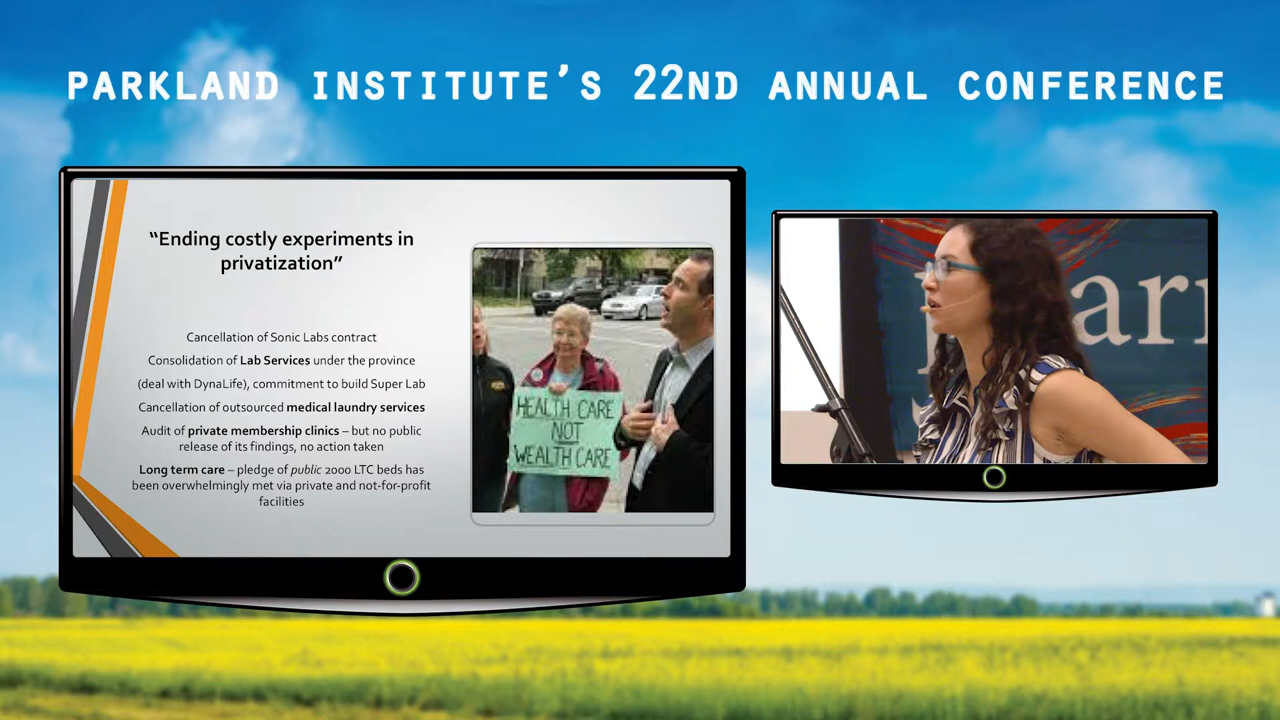 PARKLAND INSTITUTE'S 22ND ANNUAL CONFERENCE
“Ending costly experiments in
privatization”
Cancellation of Sonic Labs contract
Consolidation of Lab Services under the province
(deal with DynaLife), commitment to build Super Lab
Cancellation of outsourced medical laundry services
Audit of private membership clinics – but no public
release of its findings, no action taken
Long term care – pledge of public 2000 LTC beds has
been overwhelmingly met via private and not-for-profit
facilities
HEALTH CARE
NOT
WEALTH CARE